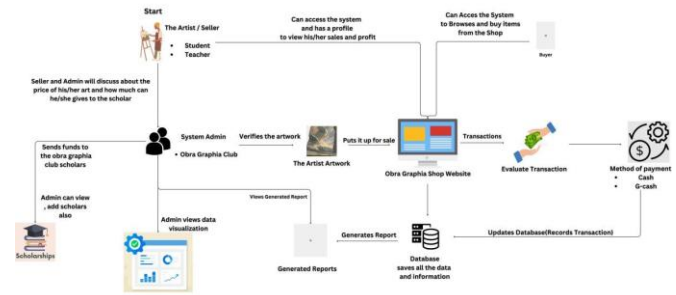 Start
The Artist / Seller
Student
Teacher
Can access the system
and has a profile
to view his/her sales and profit
Can Acces the System
to Browses and buy items
from the Shop
Buyer
Seller and Admin will discuss about the
price of his/her art and how much can
he/she gives to the scholar
System Admin
Obra Graphia Club
Verifies the artwork
The Artist Artwork
Puts it up for sale
Obra Graphia Shop Website
Transactions
Evaluate Transaction
Method of payment
Cash
G-cash
Sends funds to
the obra graphia
club scholars
Admin can view
, add scholars
also
Scholarships
Admin views data
visualization
Views Generated Report
Generated Reports
Generates Report
Database
saves all the data
and information
Updates Database(Records Transaction)